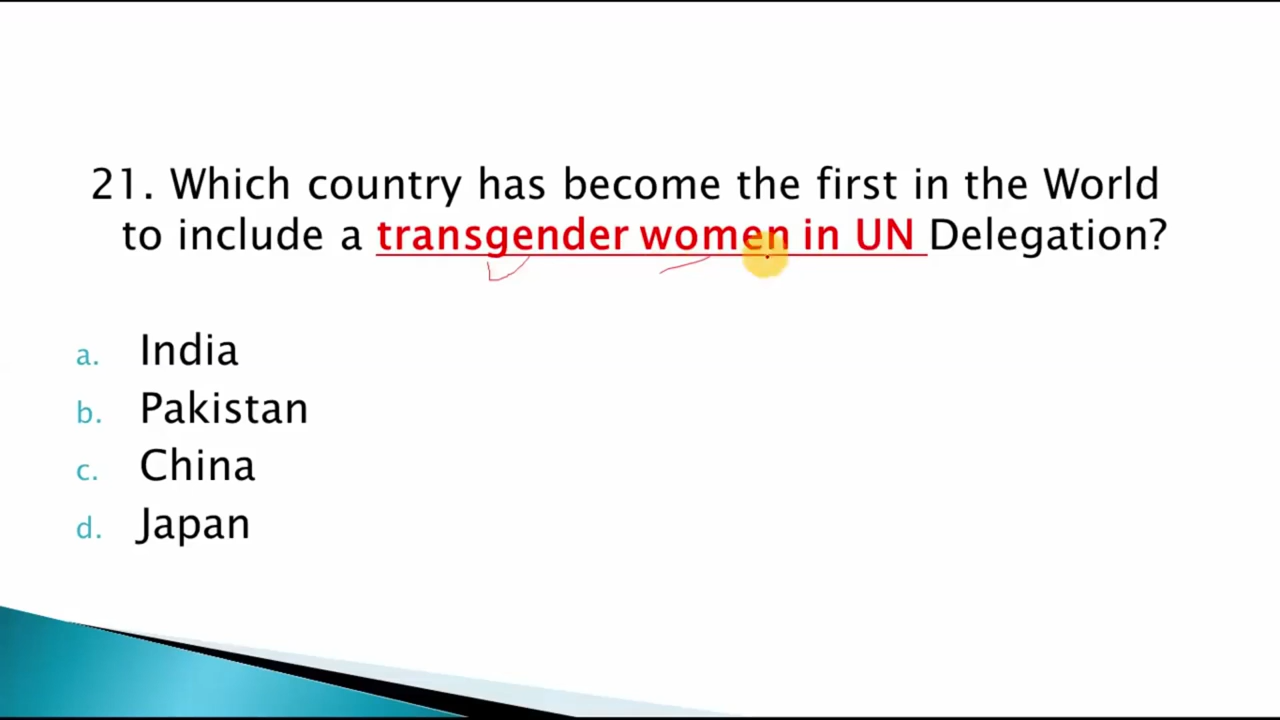 21. Which country has become the first in the World
to include a transgender women in UN Delegation?
a. India
b. Pakistan
c. China
d. Japan